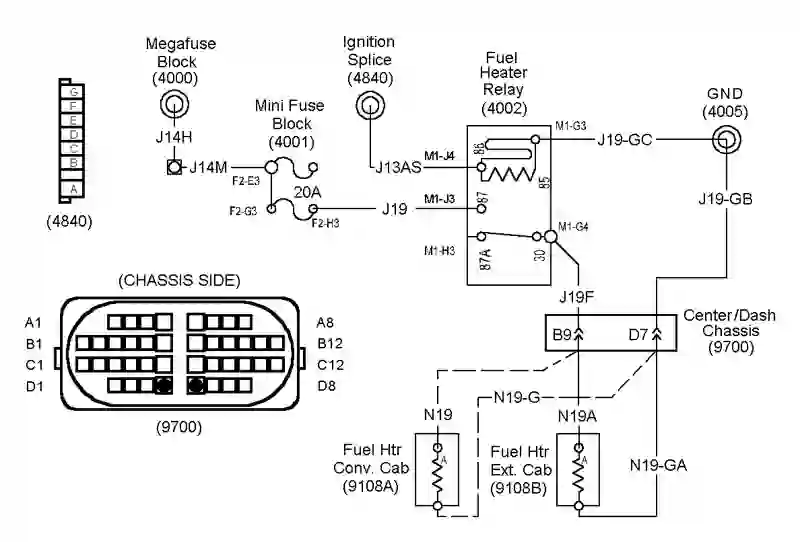 Megafuse
Block
(4000)
Ignition
Splice
(4840)
Fuel
Heater
Relay
(4002)
GND
(4005)
Mini Fuse
Block
(4001)
G
F
E
D
C
B
A
(4840)
J14H
J14M
F2-E3
20A
F2-G3
F2-H3
J13AS
M1-J4
J19
M1-J3
M1-H3
86
85
87
87A
30
M1-G3
M1-G4
J19-GC
J19-GB
J19F
(CHASSIS SIDE)
A1
A8
B1
B12
C1
C12
D1
D8
(9700)
B9
D7
Center/Dash
Chassis
(9700)
N19
N19-G
N19A
N19-GA
Fuel Htr
Conv. Cab
(9108A)
A
Fuel Htr
Ext. Cab
(9108B)
A